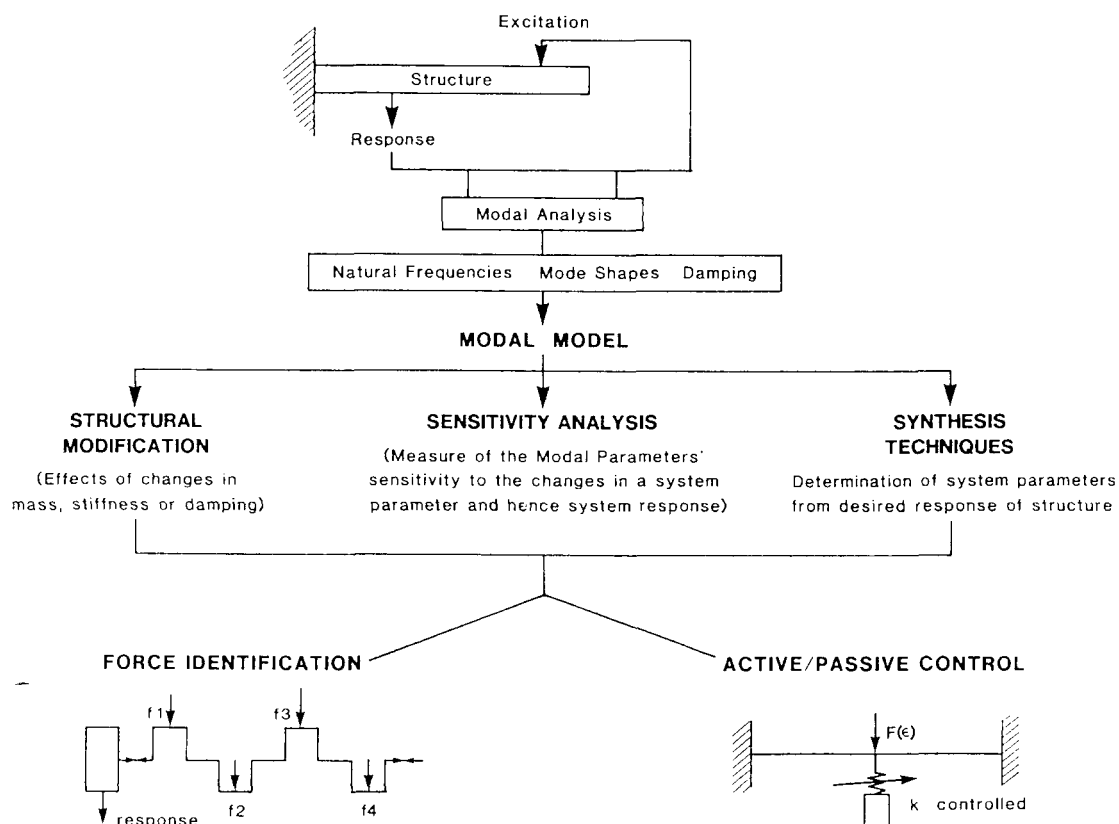 Excitation
Structure
Response
Modal Analysis
Natural Frequencies Mode Shapes Damping
MODAL MODEL
STRUCTURAL
MODIFICATION
(Effects of changes in
mass, stiffness or damping)
SENSITIVITY ANALYSIS
(Measure of the Modal Parameters'
sensitivity to the changes in a system
parameter and hence system response)
SYNTHESIS
TECHNIQUES
Determination of system parameters
from desired response of structure
FORCE IDENTIFICATION
f1
f3
f2
f4
response
ACTIVE/PASSIVE CONTROL
F(ϵ)
k controlled